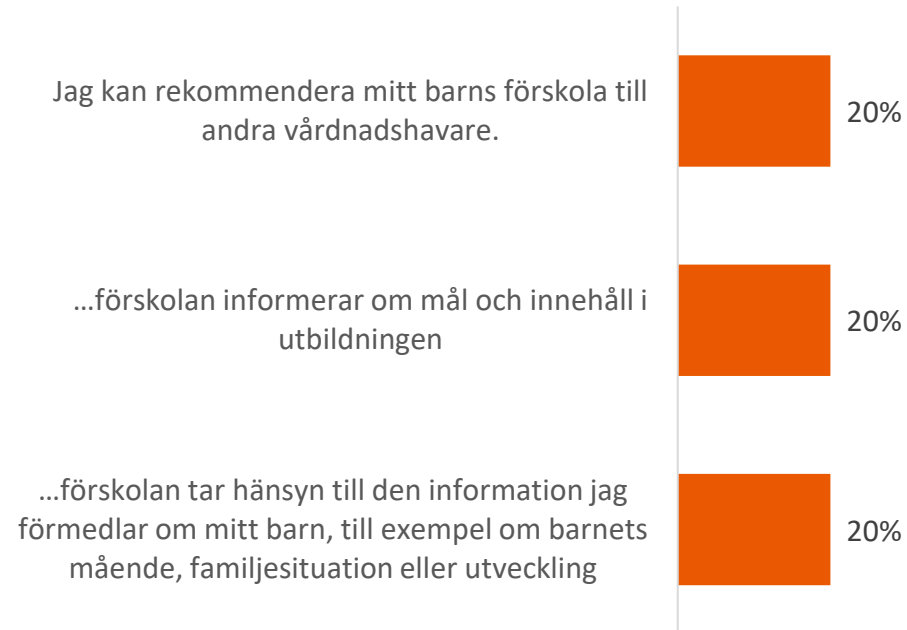 Jag kan rekommendera mitt barns förskola till
andra vårdnadshavare.
20%
…förskolan informerar om mål och innehåll i
utbildningen
20%
…förskolan tar hänsyn till den information jag
förmedlar om mitt barn, till exempel om barnets
mående, familjesituation eller utveckling
20%